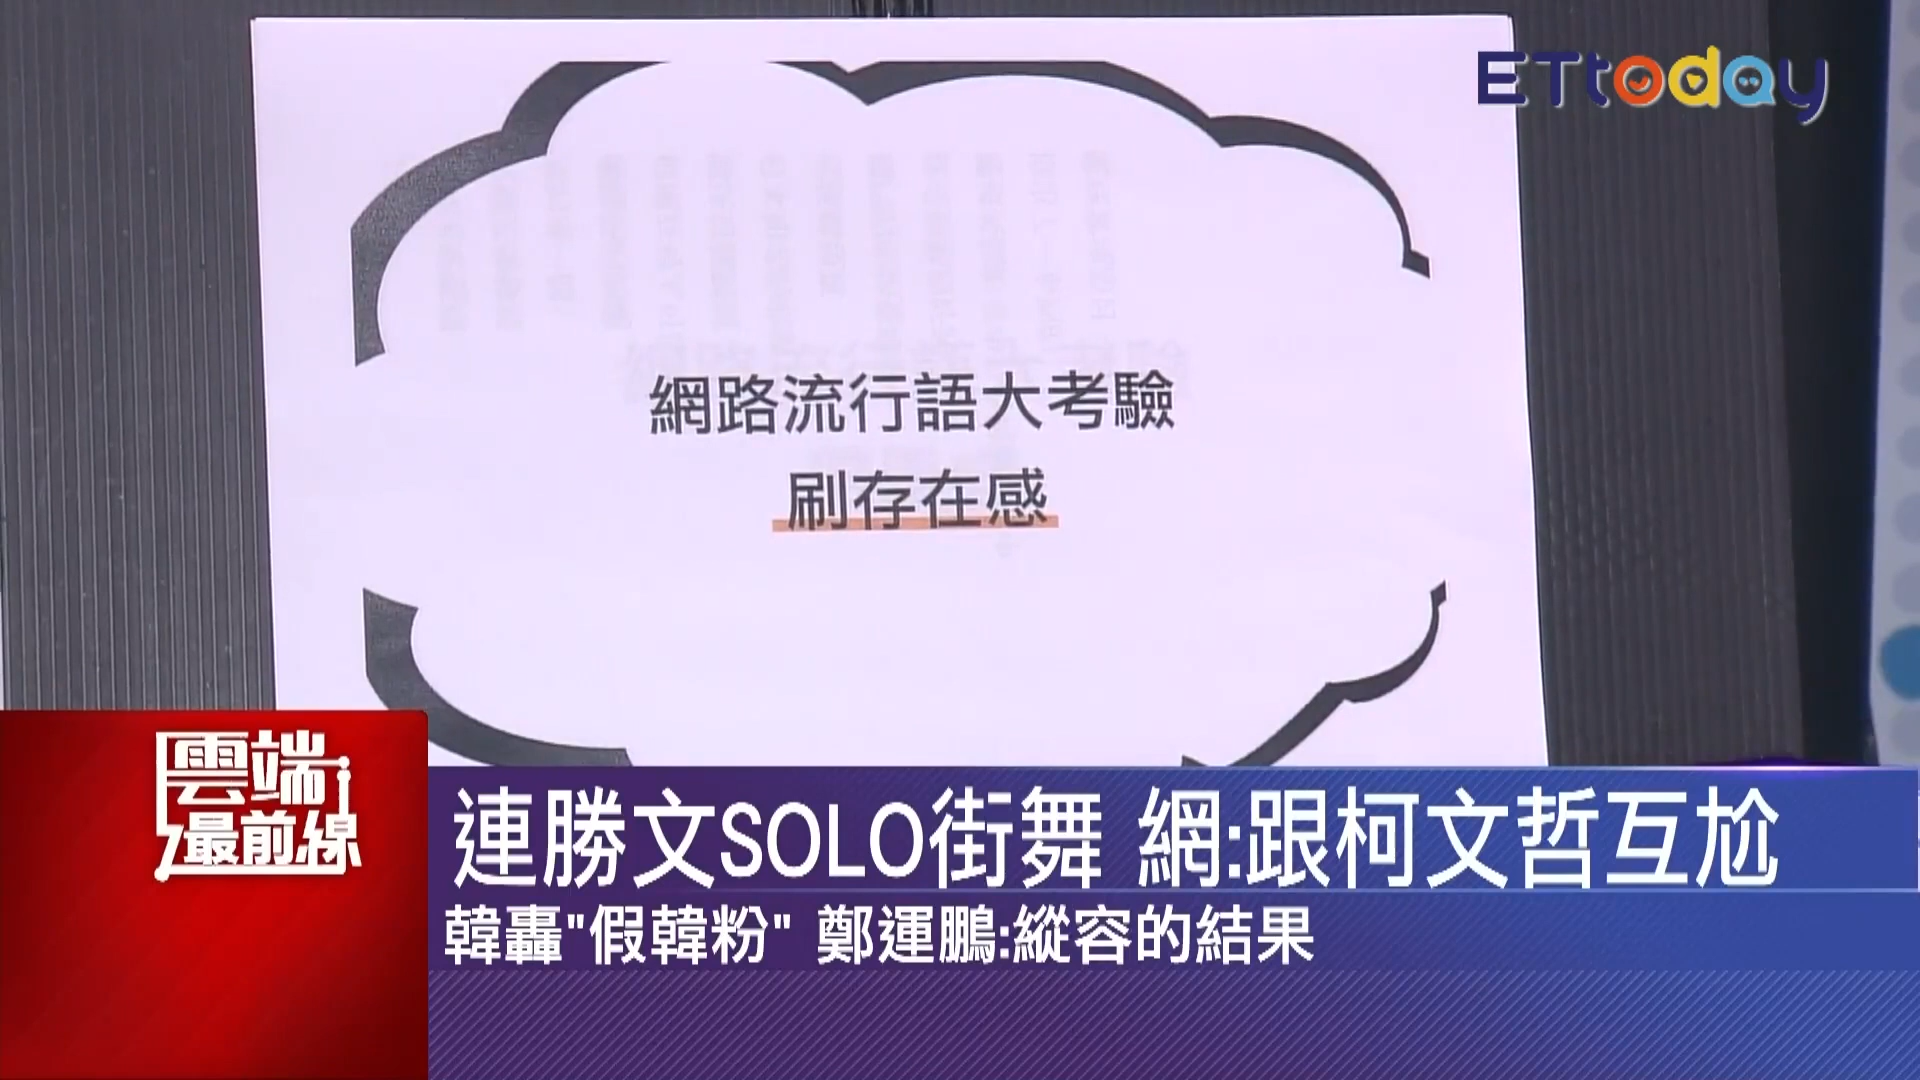 ETtoday
網路流行語大考驗
刷存在感
雲端
最前線
連勝文SOLO街舞 網:跟柯文哲互尬
韓轟"假韓粉" 鄭運鵬:縱容的結果